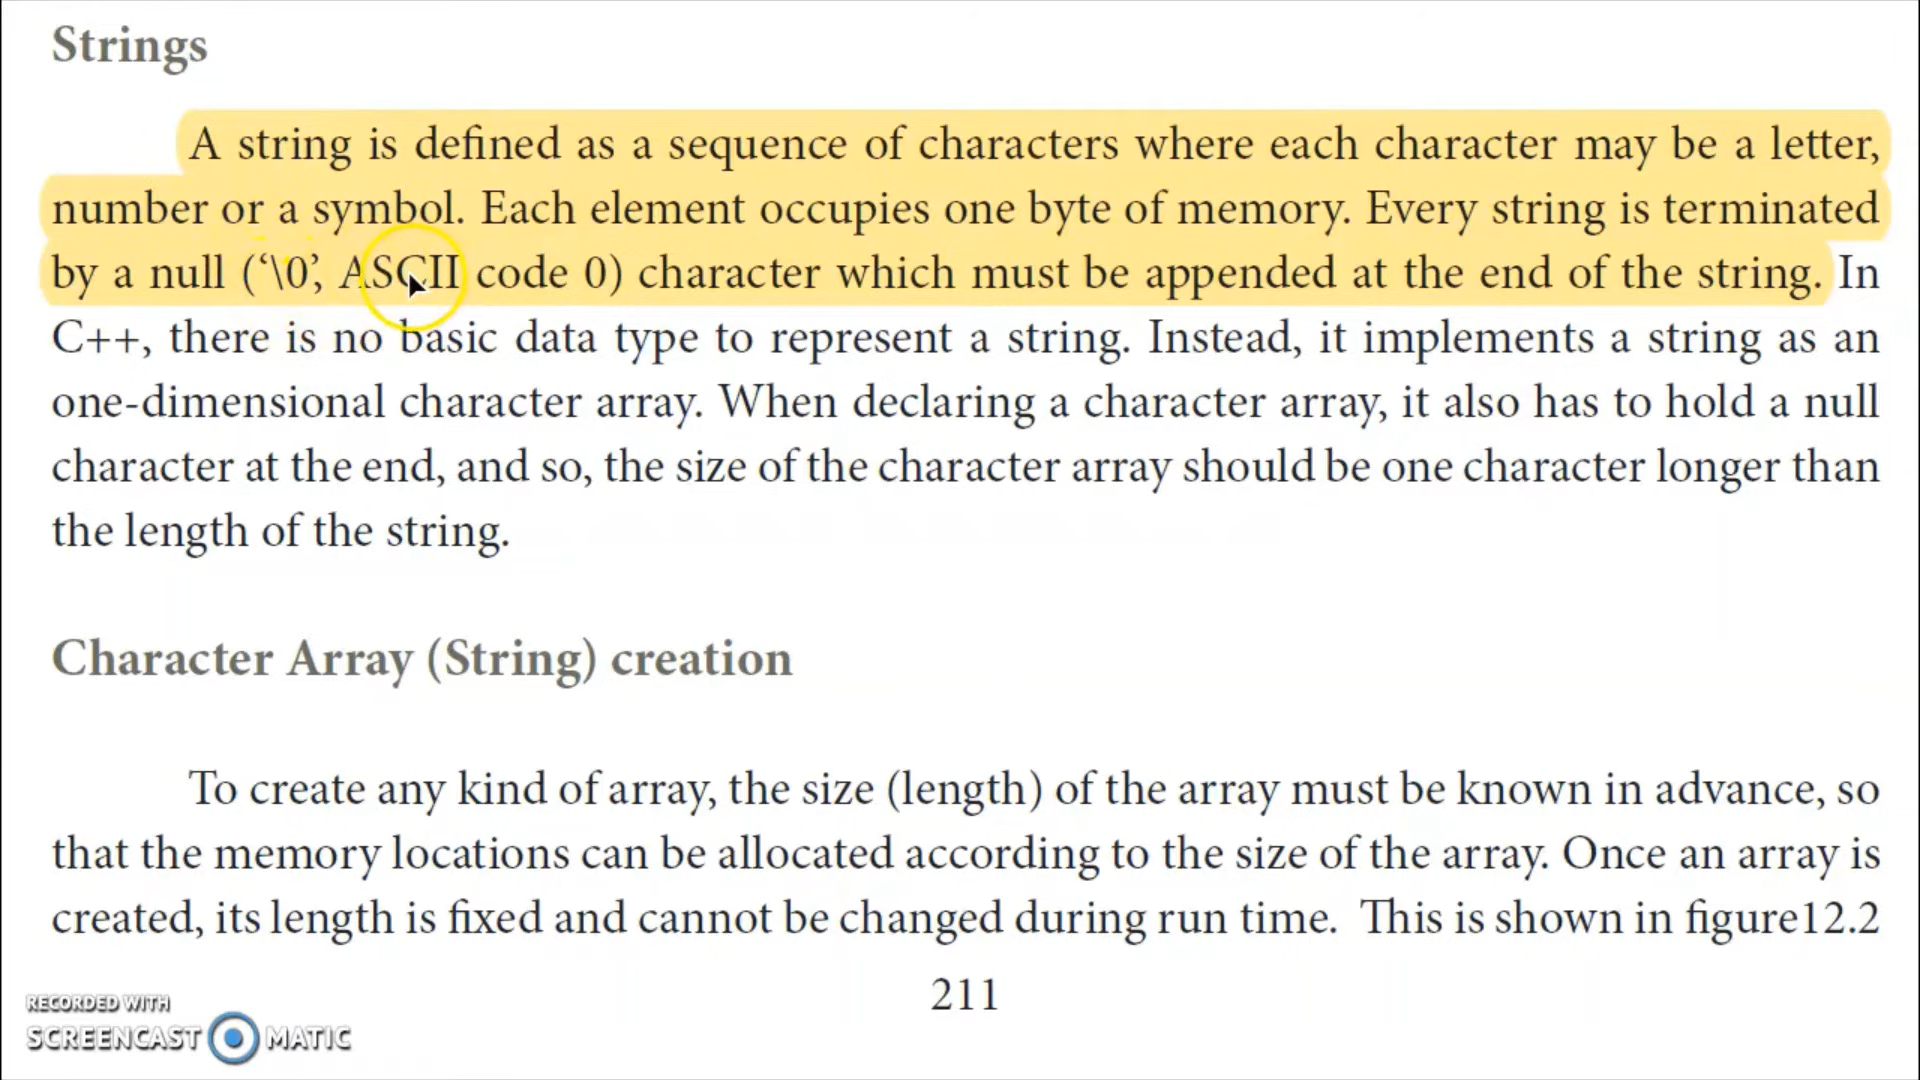 Strings
A string is defined as a sequence of characters where each character may be a letter,
number or a symbol. Each element occupies one byte of memory. Every string is terminated
by a null (‘\0’, ASCII code 0) character which must be appended at the end of the string. In
C++, there is no basic data type to represent a string. Instead, it implements a string as an
one-dimensional character array. When declaring a character array, it also has to hold a null
character at the end, and so, the size of the character array should be one character longer than
the length of the string.
Character Array (String) creation
To create any kind of array, the size (length) of the array must be known in advance, so
that the memory locations can be allocated according to the size of the array. Once an array is
created, its length is fixed and cannot be changed during run time. This is shown in figure12.2
211
RECORDED WITH
SCREENCAST MATIC